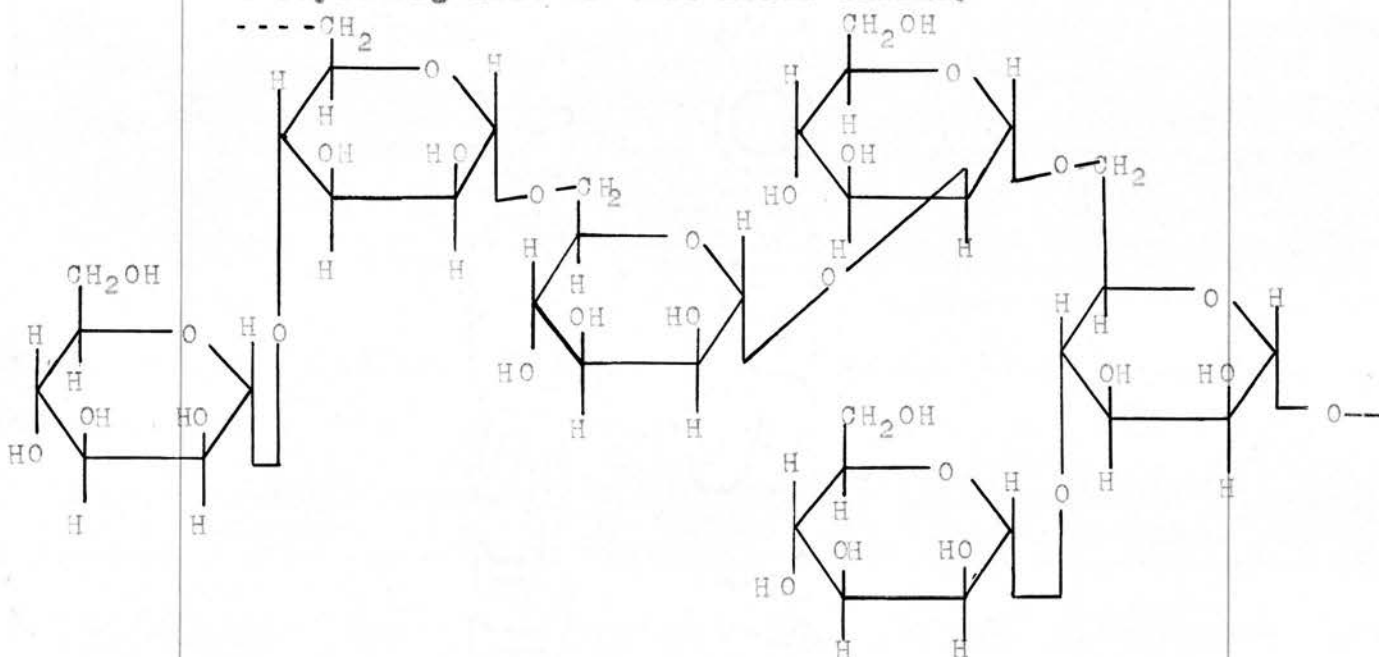 CH₂ CH₂OH
H O H H O H
H H
OH HO OH O CH₂
O CH₂ HO
H H H O H H H
CH₂OH H O
H O H H O H OH HO H O H
H HO H
OH HO H H OH HO
HO CH₂OH O
H O H H H
H H OH HO O
HO
H H